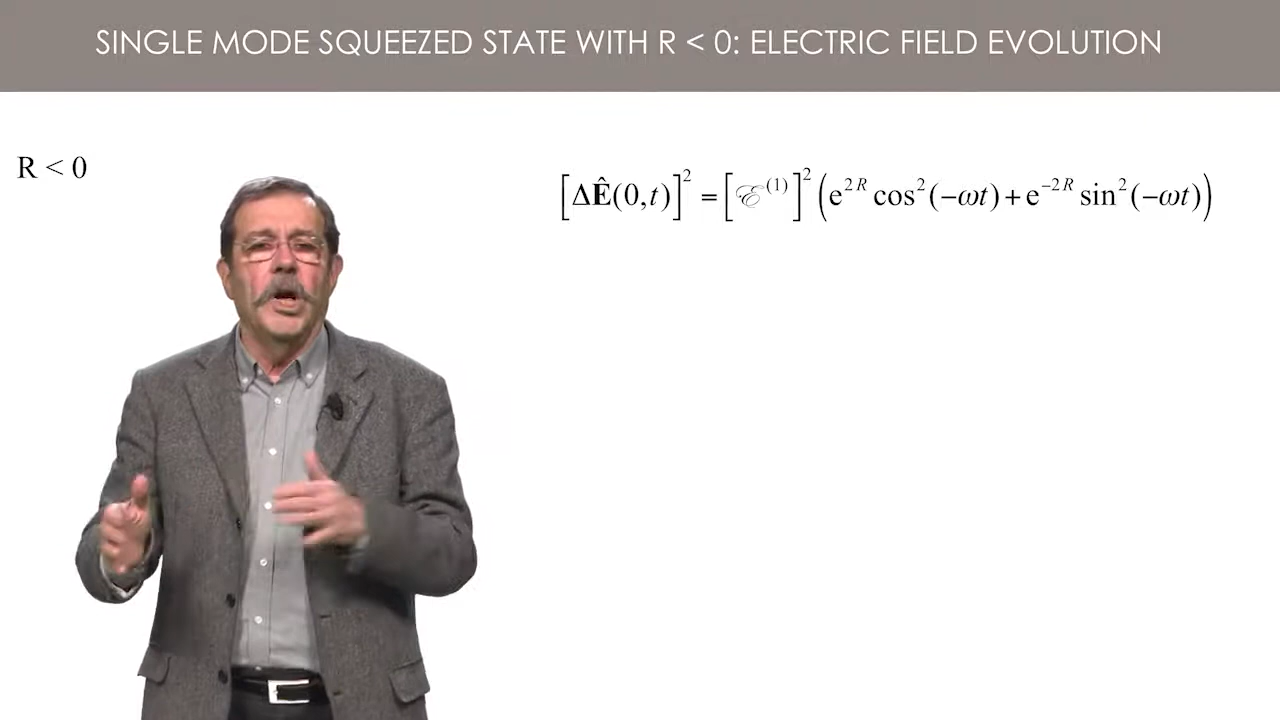 SINGLE MODE SQUEEZED STATE WITH R < 0: ELECTRIC FIELD EVOLUTION
R < 0
[ΔÊ(0,t)]² = [ℰ⁽¹⁾]² (e²ᴿ cos²(−ωt) + e⁻²ᴿ sin²(−ωt))